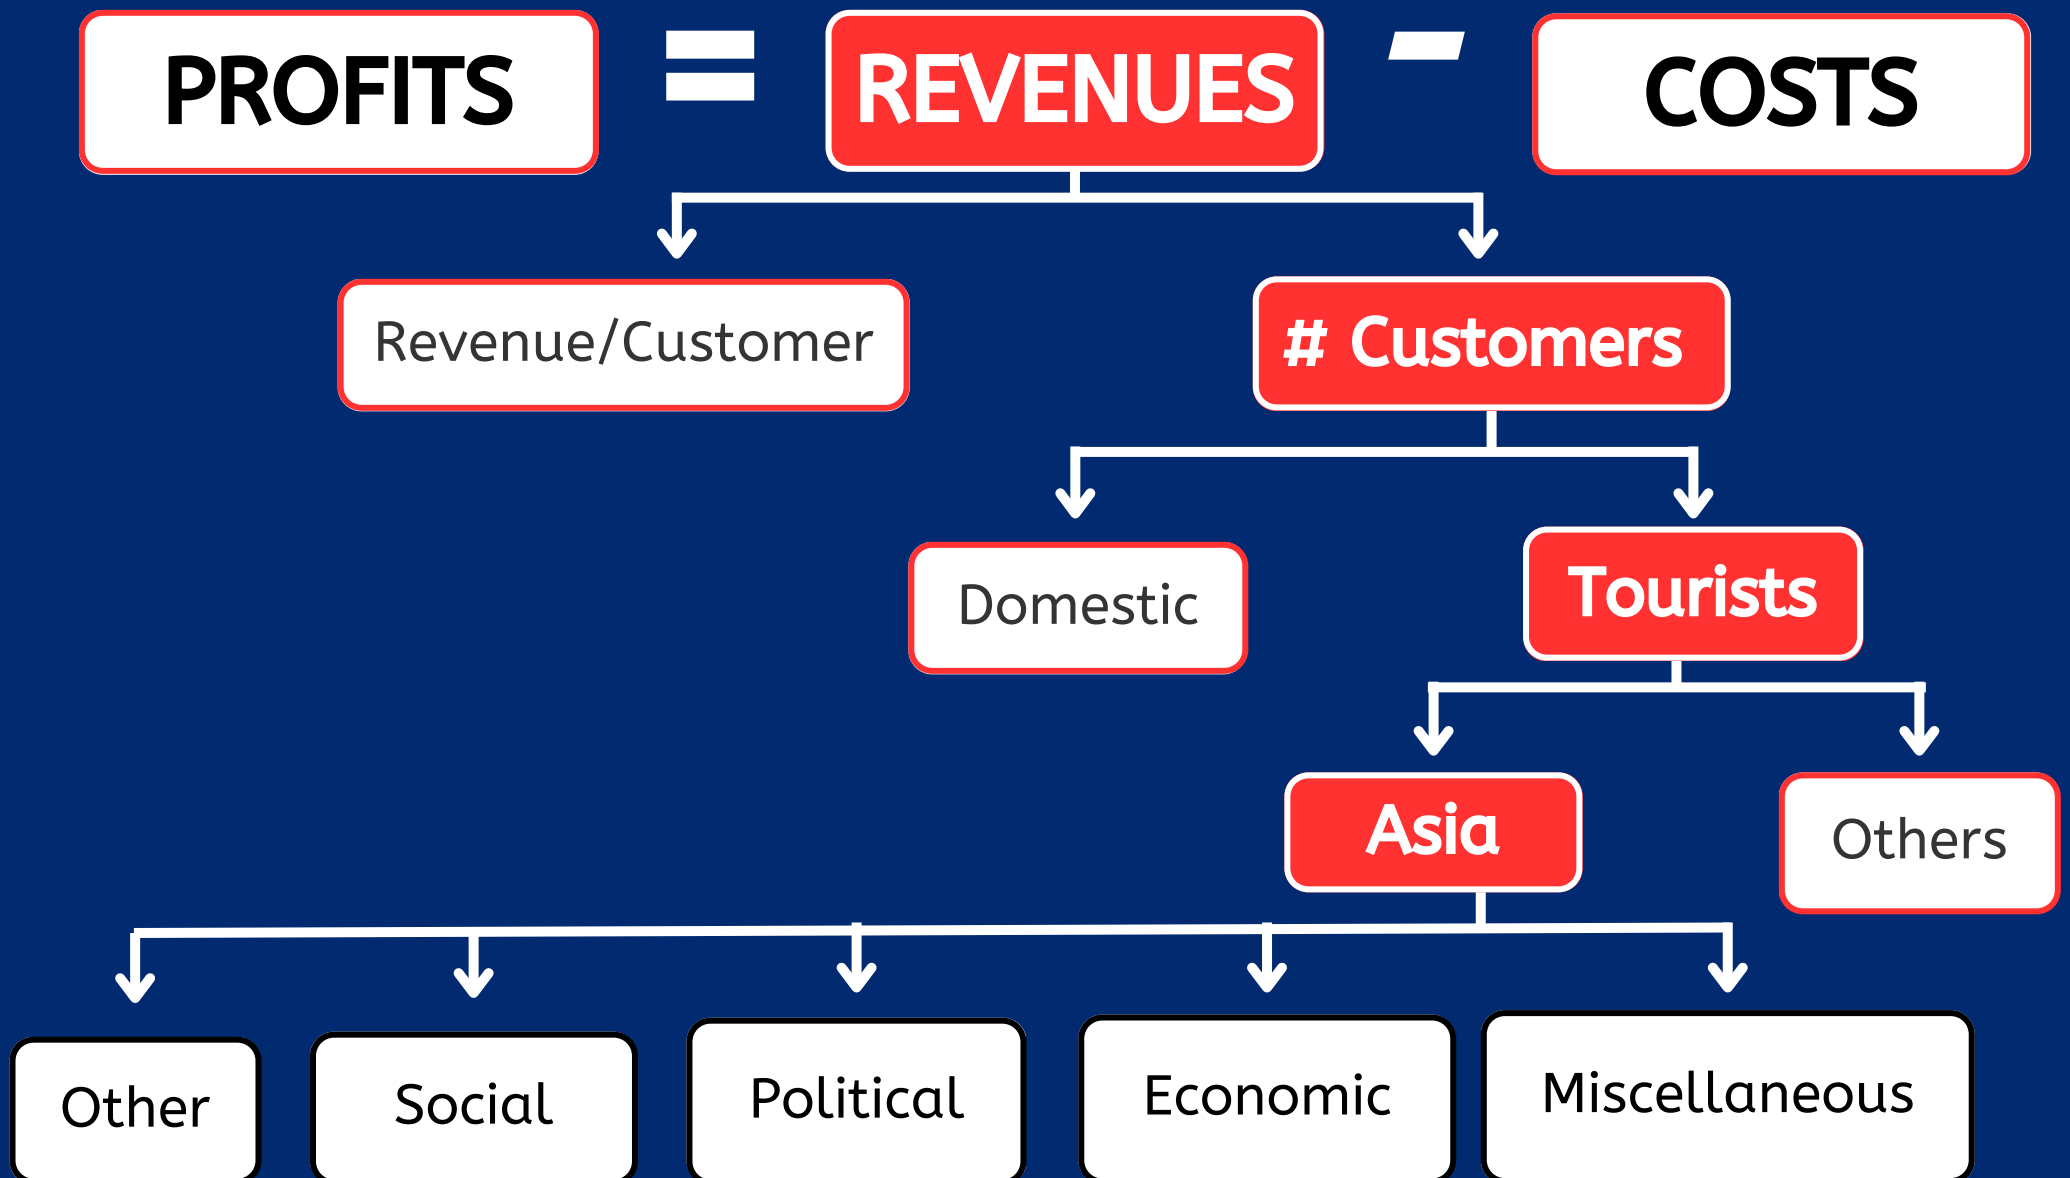 PROFITS = REVENUES - COSTS
Revenue/Customer
# Customers
Domestic
Tourists
Asia
Others
Other
Social
Political
Economic
Miscellaneous